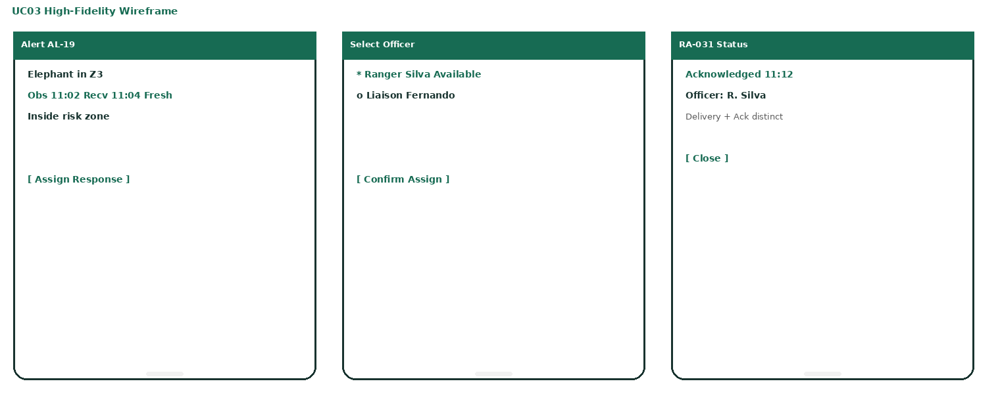 UC03 High-Fidelity Wireframe
Alert AL-19
Elephant in Z3
Obs 11:02 Recv 11:04 Fresh
Inside risk zone
[ Assign Response ]
Select Officer
* Ranger Silva Available
o Liaison Fernando
[ Confirm Assign ]
RA-031 Status
Acknowledged 11:12
Officer: R. Silva
Delivery + Ack distinct
[ Close ]